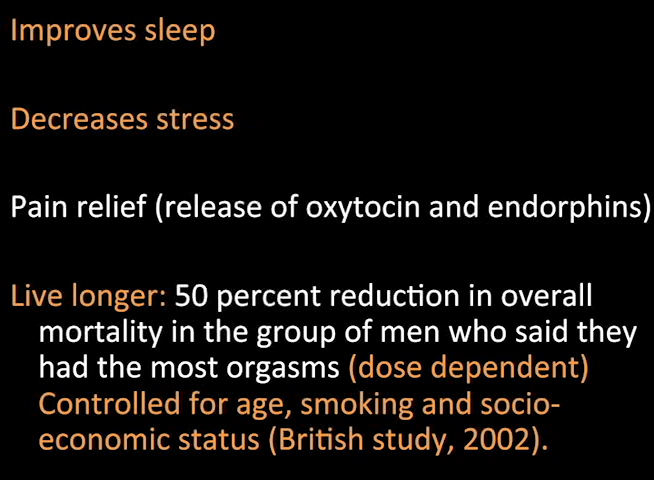 Improves sleep
Decreases stress
Pain relief (release of oxytocin and endorphins)
Live longer: 50 percent reduction in overall
mortality in the group of men who said they
had the most orgasms (dose dependent)
Controlled for age, smoking and socio-
economic status (British study, 2002).